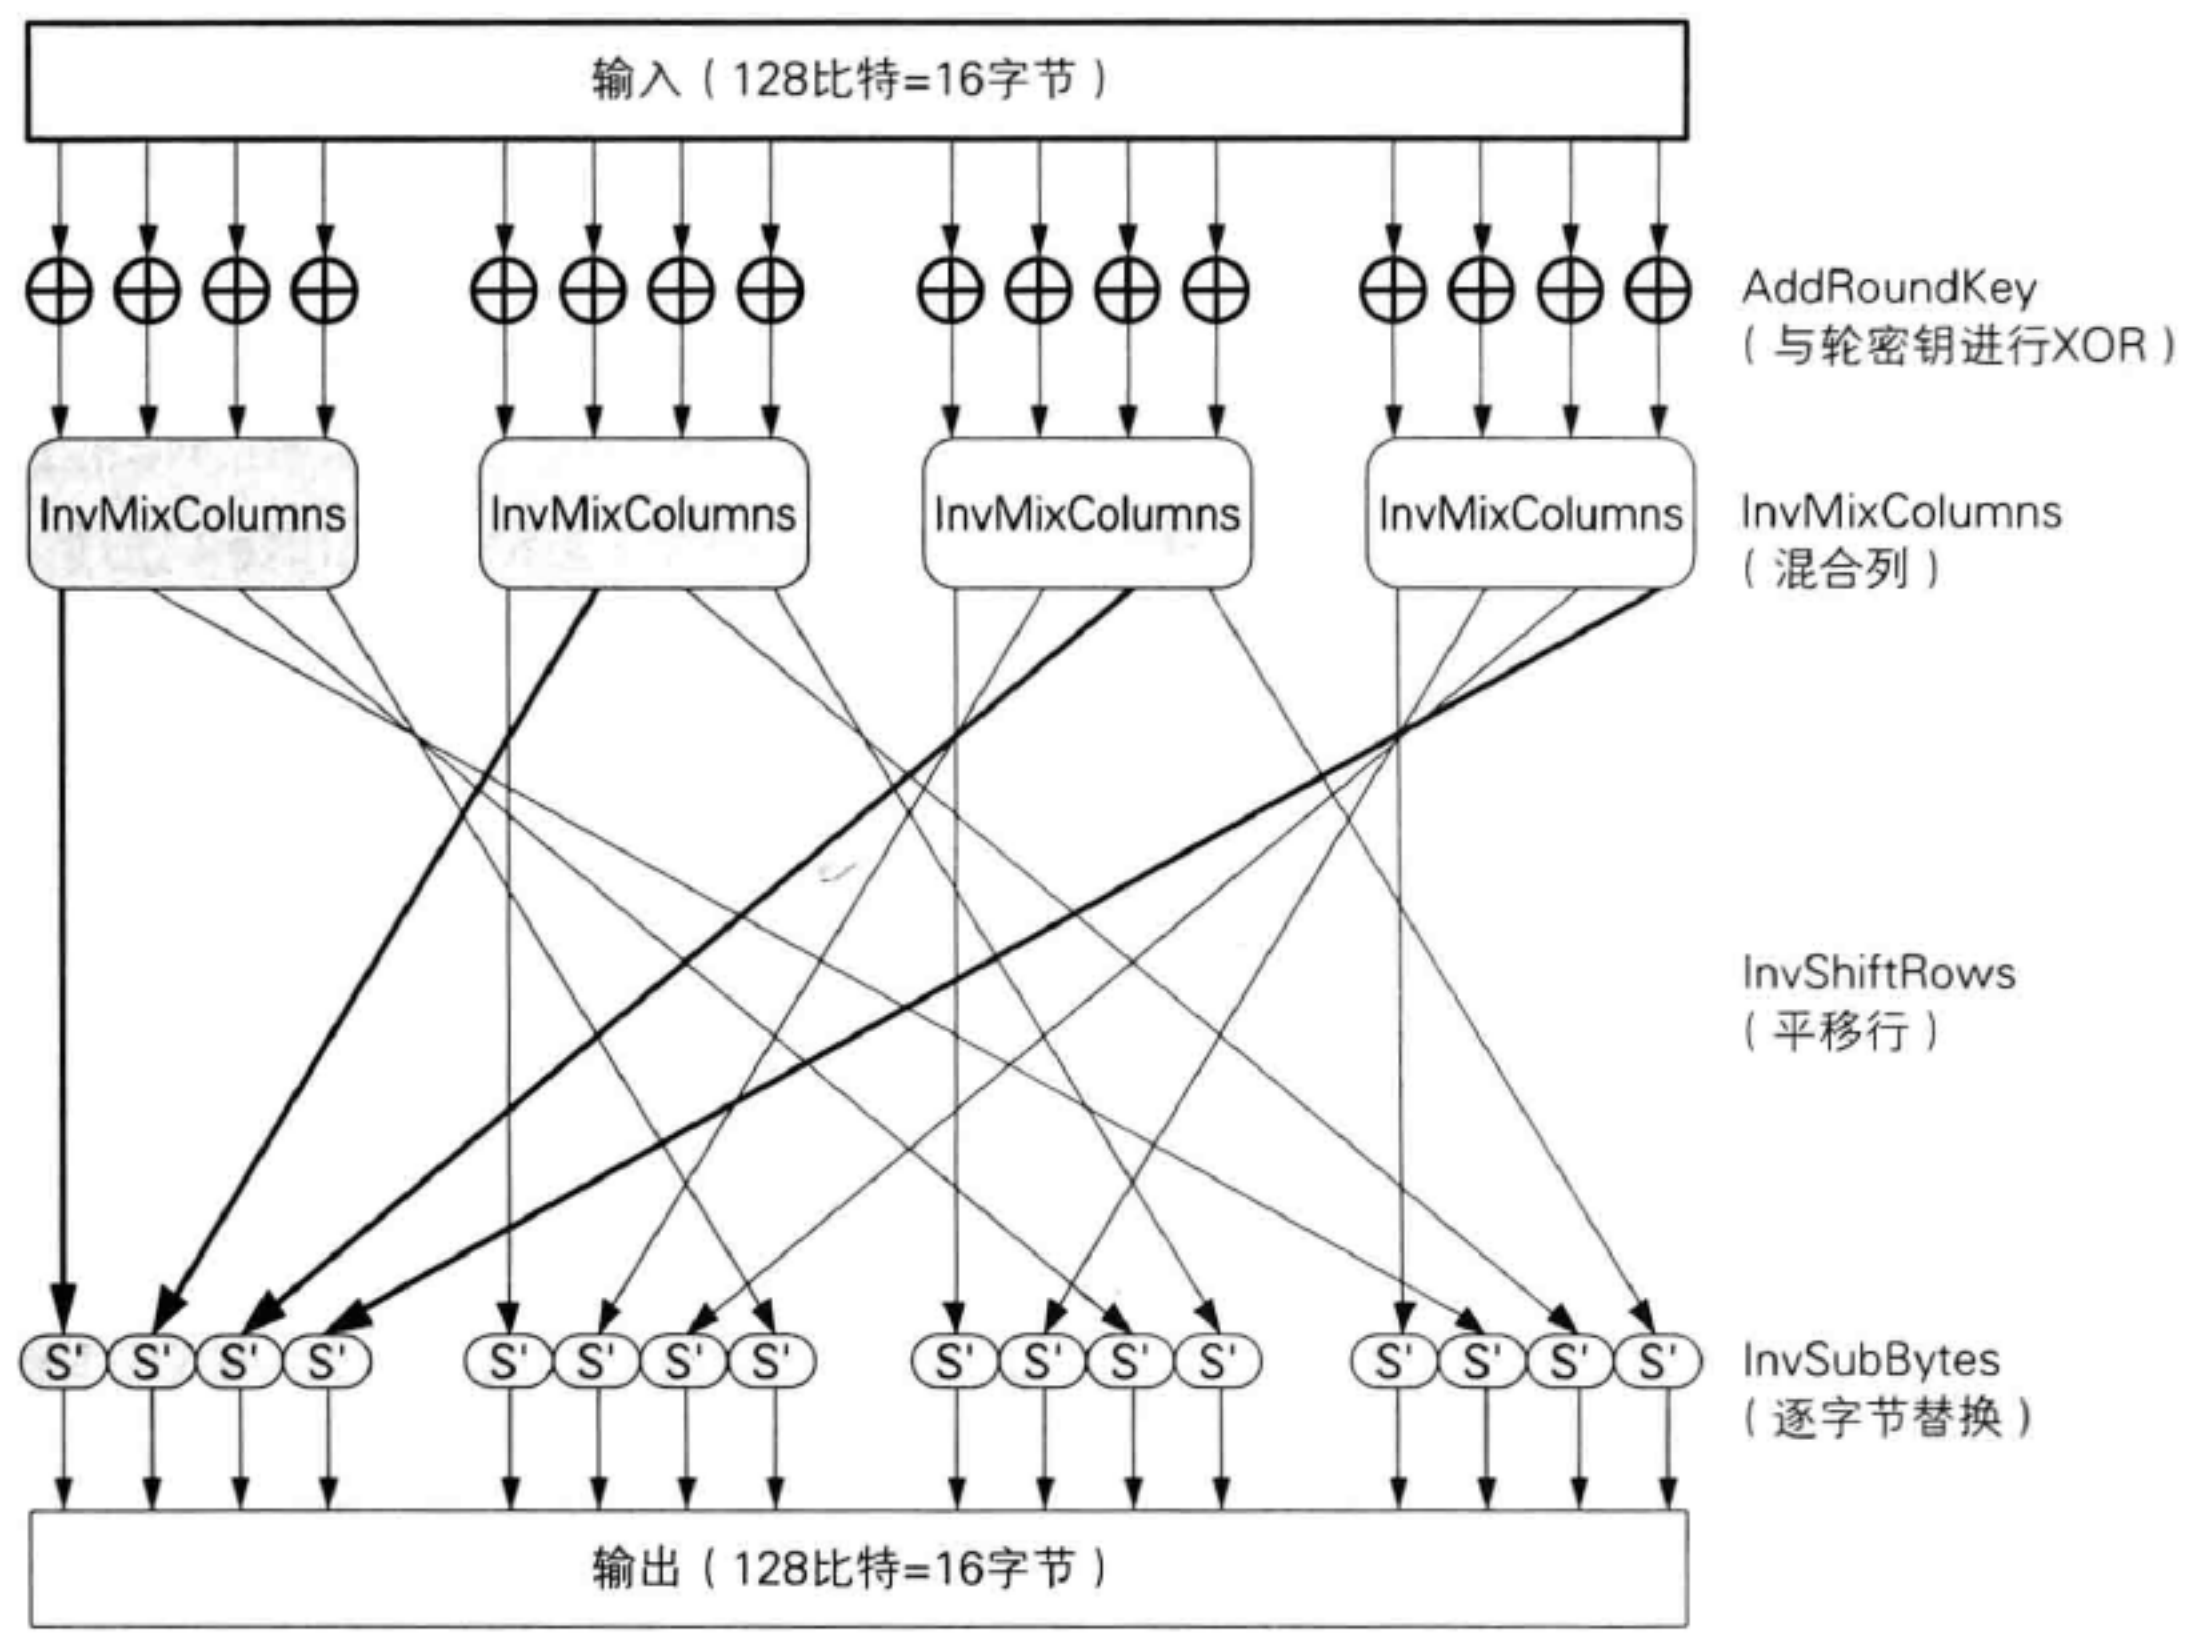 输入（128比特=16字节）
AddRoundKey
（与轮密钥进行XOR）
InvMixColumns InvMixColumns InvMixColumns InvMixColumns
InvMixColumns
（混合列）
InvShiftRows
（平移行）
S' S' S' S' S' S' S' S' S' S' S' S' S' S' S' S'
InvSubBytes
（逐字节替换）
输出（128比特=16字节）